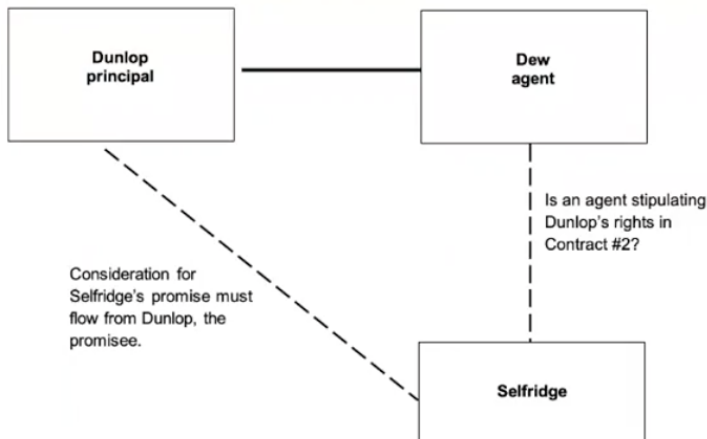 Dunlop
principal
Dew
agent
Is an agent stipulating
Dunlop's rights in
Contract #2?
Consideration for
Selfridge's promise must
flow from Dunlop, the
promisee.
Selfridge